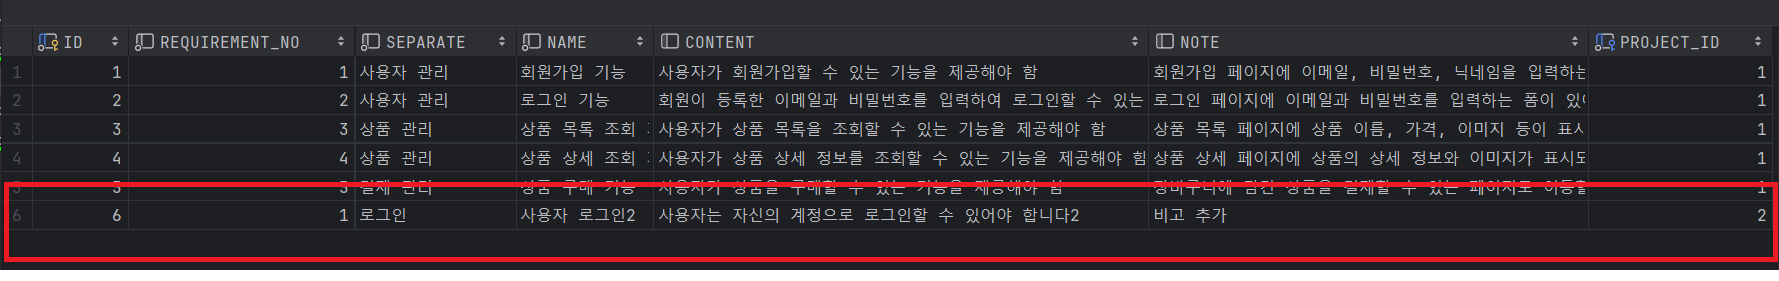 ID REQUIREMENT_NO SEPARATE NAME CONTENT NOTE PROJECT_ID
1 1 1 사용자 관리 회원가입 기능 사용자가 회원가입할 수 있는 기능을 제공해야 함 회원가입 페이지에 이메일, 비밀번호, 닉네임을 입력하는 1
2 2 2 사용자 관리 로그인 기능 회원이 등록한 이메일과 비밀번호를 입력하여 로그인할 수 있는 로그인 페이지에 이메일과 비밀번호를 입력하는 폼이 있어 1
3 3 3 상품 관리 상품 목록 조회 사용자가 상품 목록을 조회할 수 있는 기능을 제공해야 함 상품 목록 페이지에 상품 이름, 가격, 이미지 등이 표시 1
4 4 4 상품 관리 상품 상세 조회 사용자가 상품 상세 정보를 조회할 수 있는 기능을 제공해야 함 상품 상세 페이지에 상품의 상세 정보와 이미지가 표시되 1
5 5 5 결제 관리 상품 구매 기능 사용자가 상품을 구매할 수 있는 기능을 제공해야 함 장바구니에 담긴 상품을 결제할 수 있는 페이지로 이동할 1
6 6 1 로그인 사용자 로그인2 사용자는 자신의 계정으로 로그인할 수 있어야 합니다2 비고 추가 2